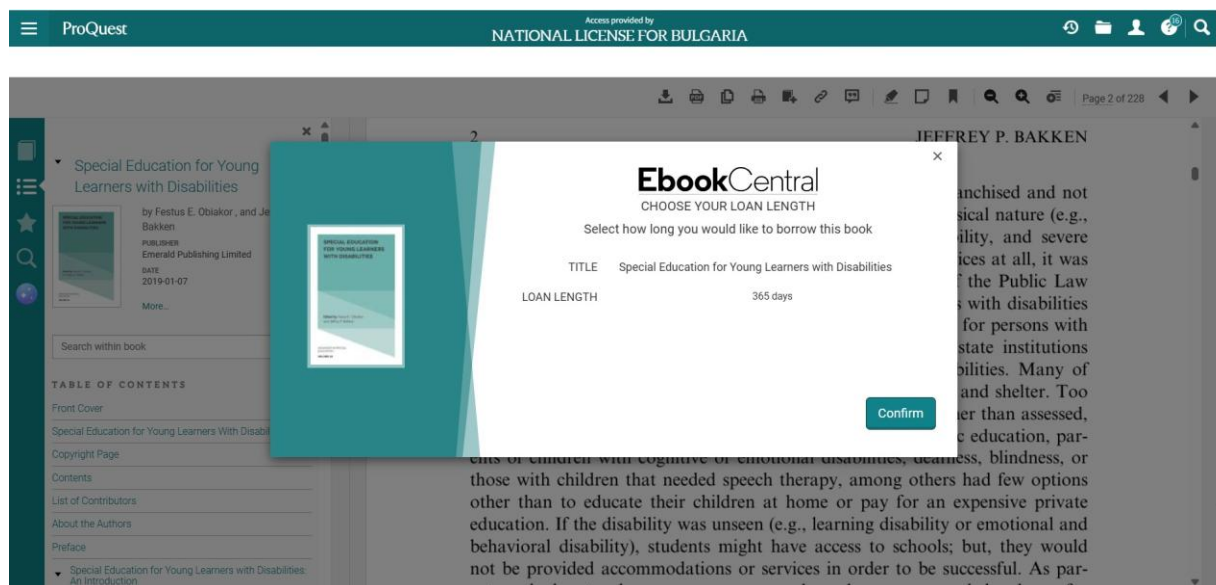 ProQuest
Access provided by
NATIONAL LICENSE FOR BULGARIA
16
Page 2 of 228
Special Education for Young
Learners with Disabilities
by Festus E. Obiakor , and Je
Bakken
PUBLISHER
Emerald Publishing Limited
DATE
2019-01-07
More...
Search within book
TABLE OF CONTENTS
Front Cover
Special Education for Young Learners With Disabil
Copyright Page
Contents
List of Contributors
About the Authors
Preface
Special Education for Young Learners with Disabilities:
An Introduction
EbookCentral
CHOOSE YOUR LOAN LENGTH
Select how long you would like to borrow this book
TITLE Special Education for Young Learners with Disabilities
LOAN LENGTH 365 days
Confirm
SPECIAL EDUCATION
FOR YOUNG LEARNERS
WITH DISABILITIES
2 JEFFREY P. BAKKEN
anchised and not
sical nature (e.g.,
ility, and severe
ices at all, it was
f the Public Law
s with disabilities
for persons with
state institutions
bilities. Many of
and shelter. Too
er than assessed,
c education, par-
ents of children with cognitive or emotional disabilities, deafness, blindness, or
those with children that needed speech therapy, among others had few options
other than to educate their children at home or pay for an expensive private
education. If the disability was unseen (e.g., learning disability or emotional and
behavioral disability), students might have access to schools; but, they would
not be provided accommodations or services in order to be successful. As par-